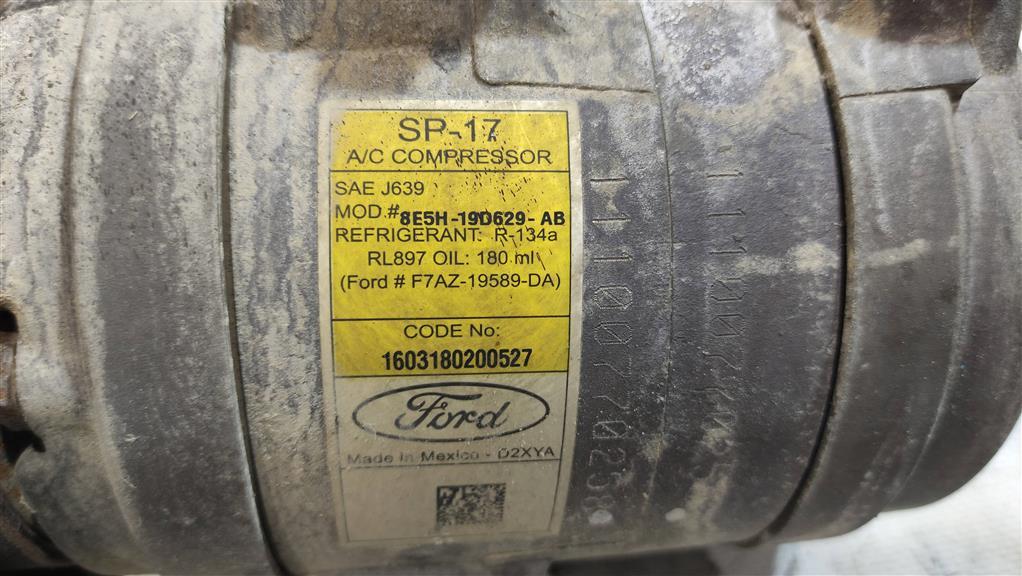 SP-17
A/C COMPRESSOR
SAE J639
MOD.# 8E5H-19D629-AB
REFRIGERANT: R-134a
RL897 OIL: 180 ml
(Ford # F7AZ-19589-DA)
CODE No:
1603180200527
Ford
Made in Mexico - D2XYA